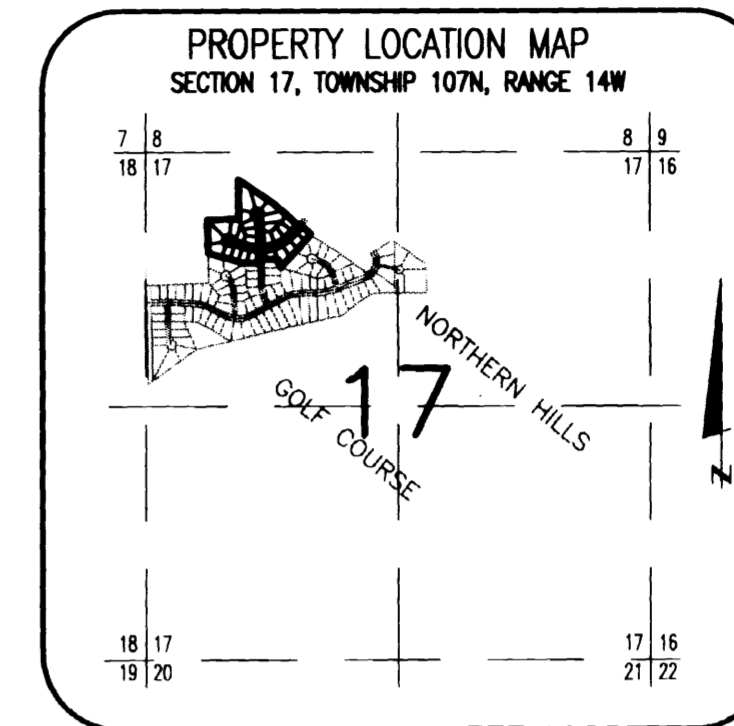 PROPERTY LOCATION MAP
SECTION 17, TOWNSHIP 107N, RANGE 14W
7 8
18 17
8 9
17 16
NORTHERN HILLS
17
GOLF COURSE
N
18 17
19 20
17 16
21 22